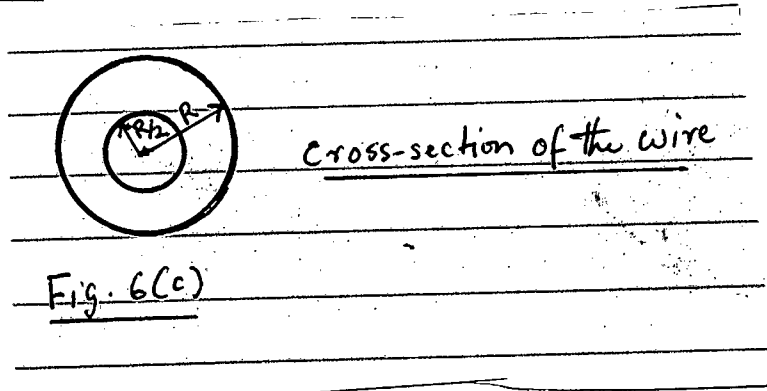 R/2 R
cross-section of the wire
Fig. 6(c)